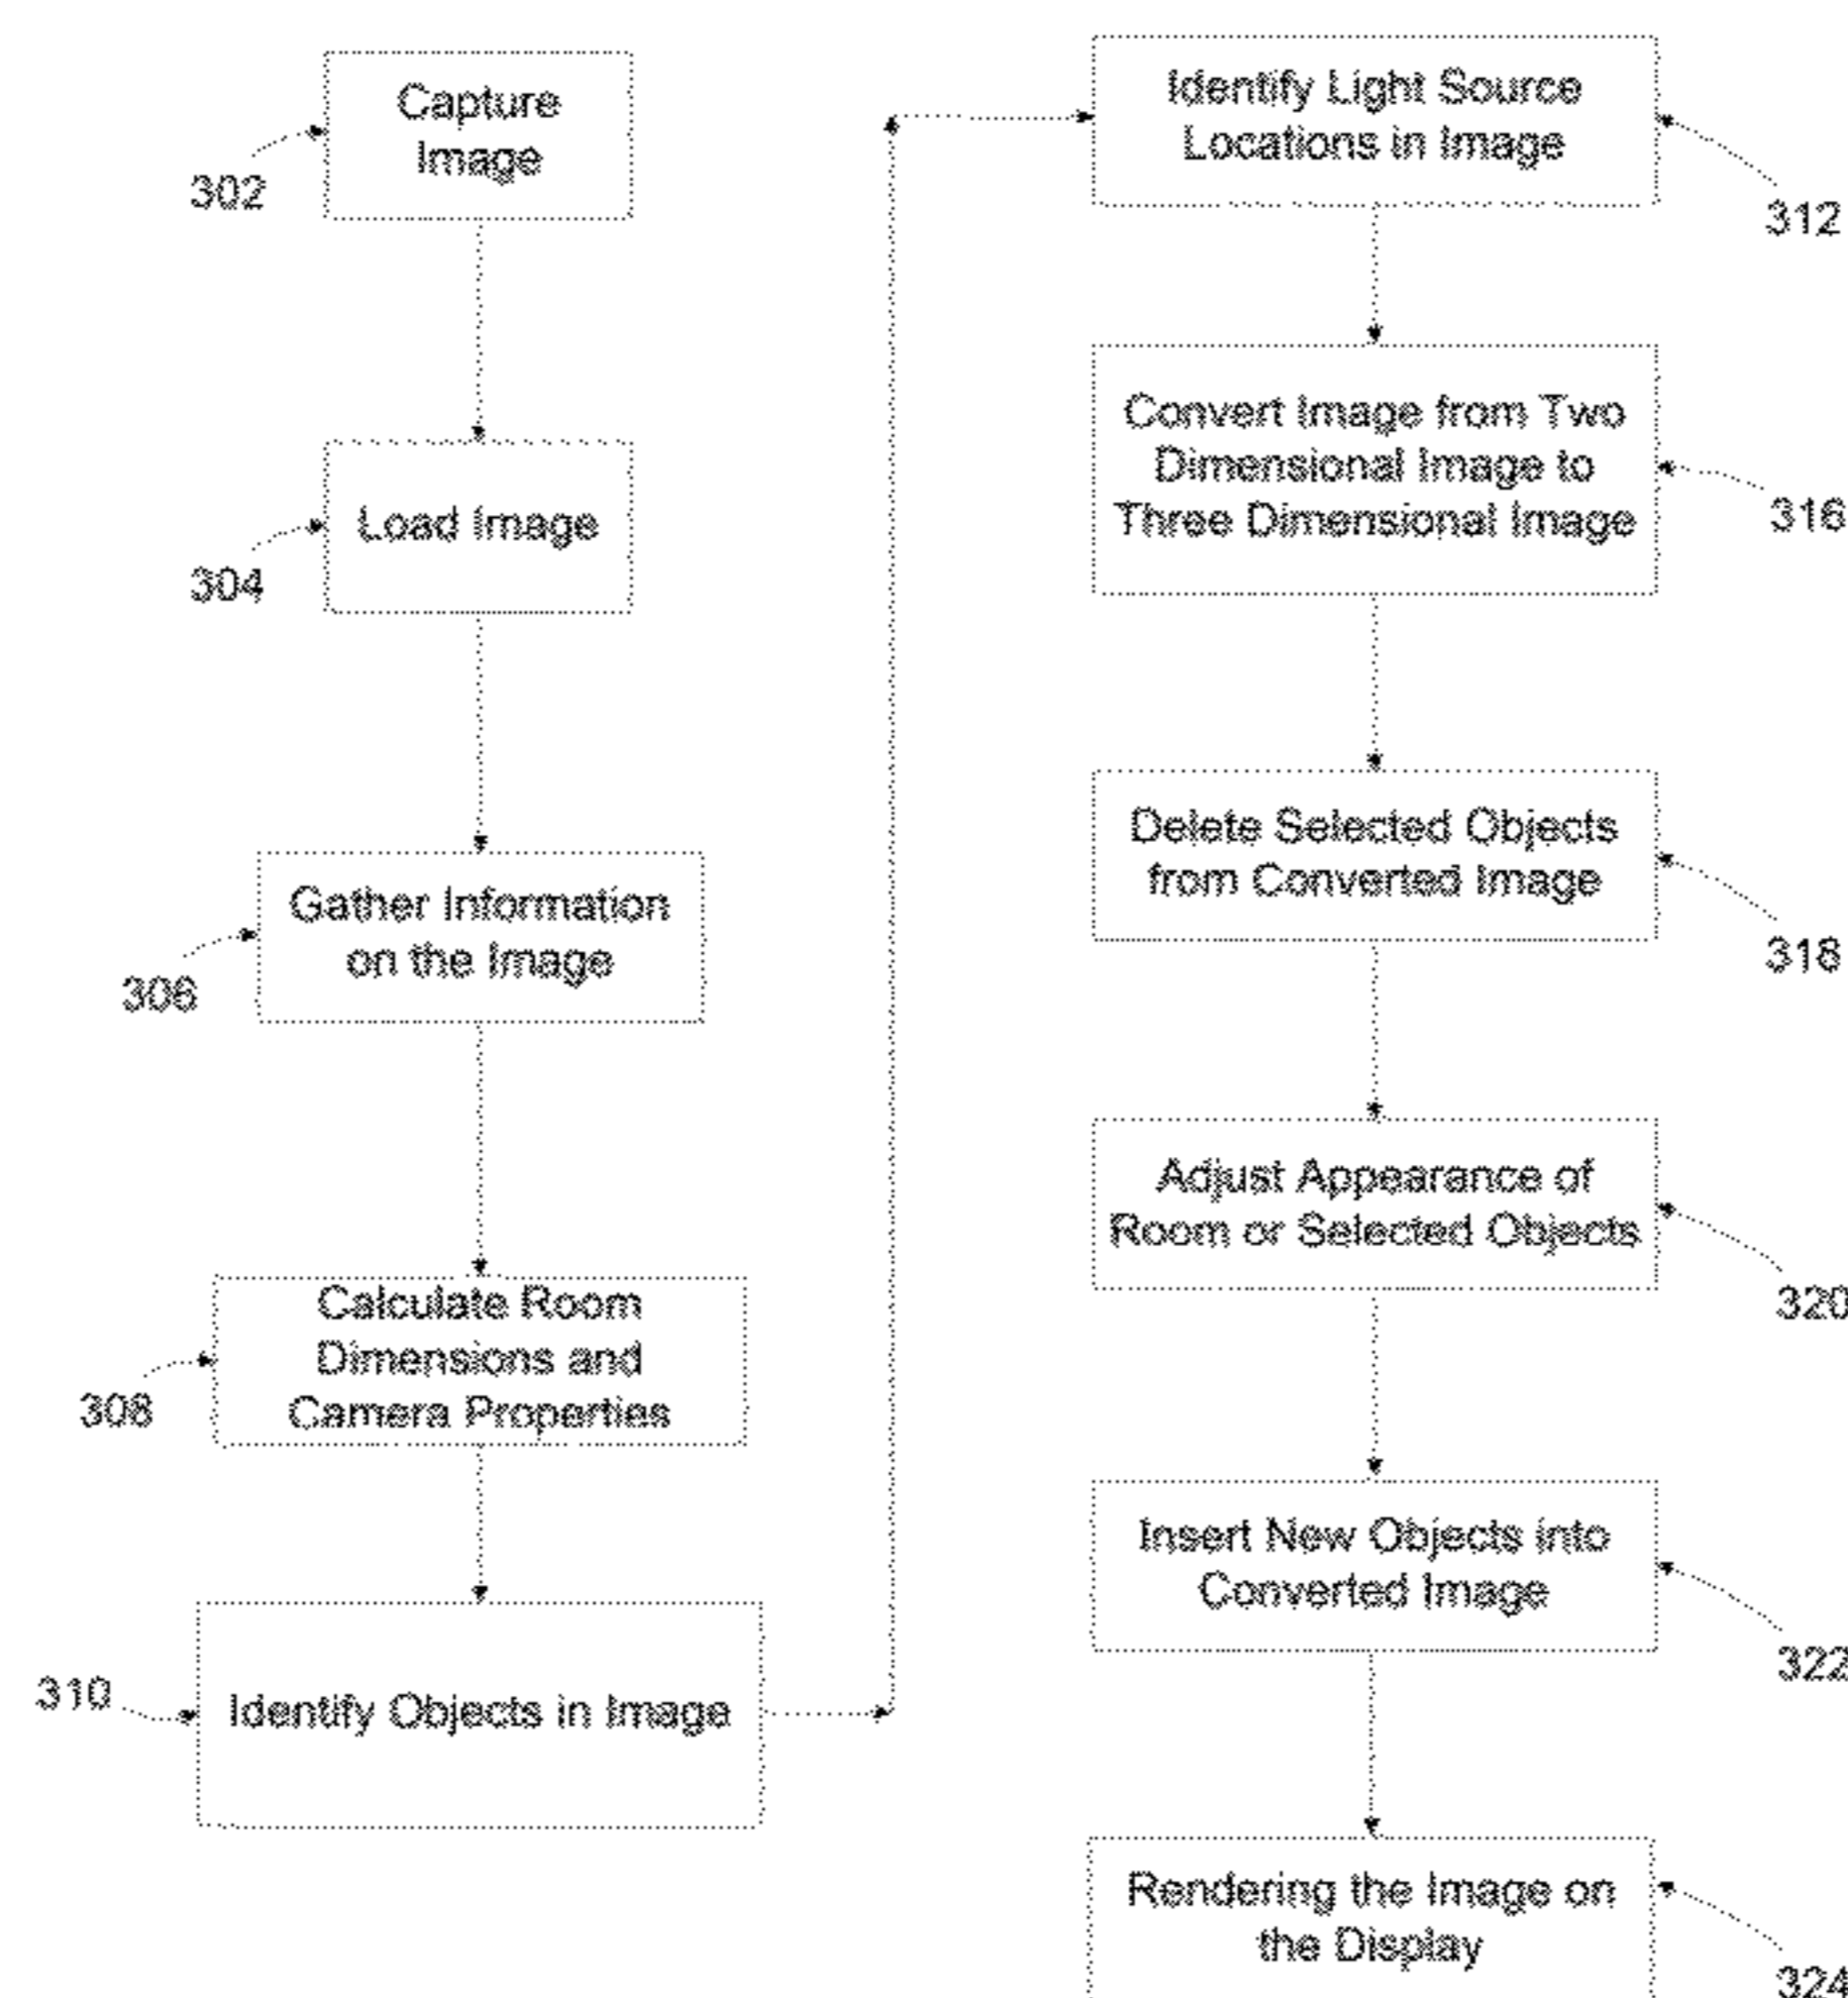 Capture
Image
302
Load Image
304
Gather Information
on the Image
306
Calculate Room
Dimensions and
Camera Properties
308
Identify Objects in Image
310
Identify Light Source
Locations in Image
312
Convert Image from Two
Dimensional Image to
Three Dimensional Image
316
Delete Selected Objects
from Converted Image
318
Adjust Appearance of
Room or Selected Objects
320
Insert New Objects into
Converted Image
322
Rendering the Image on
the Display
324